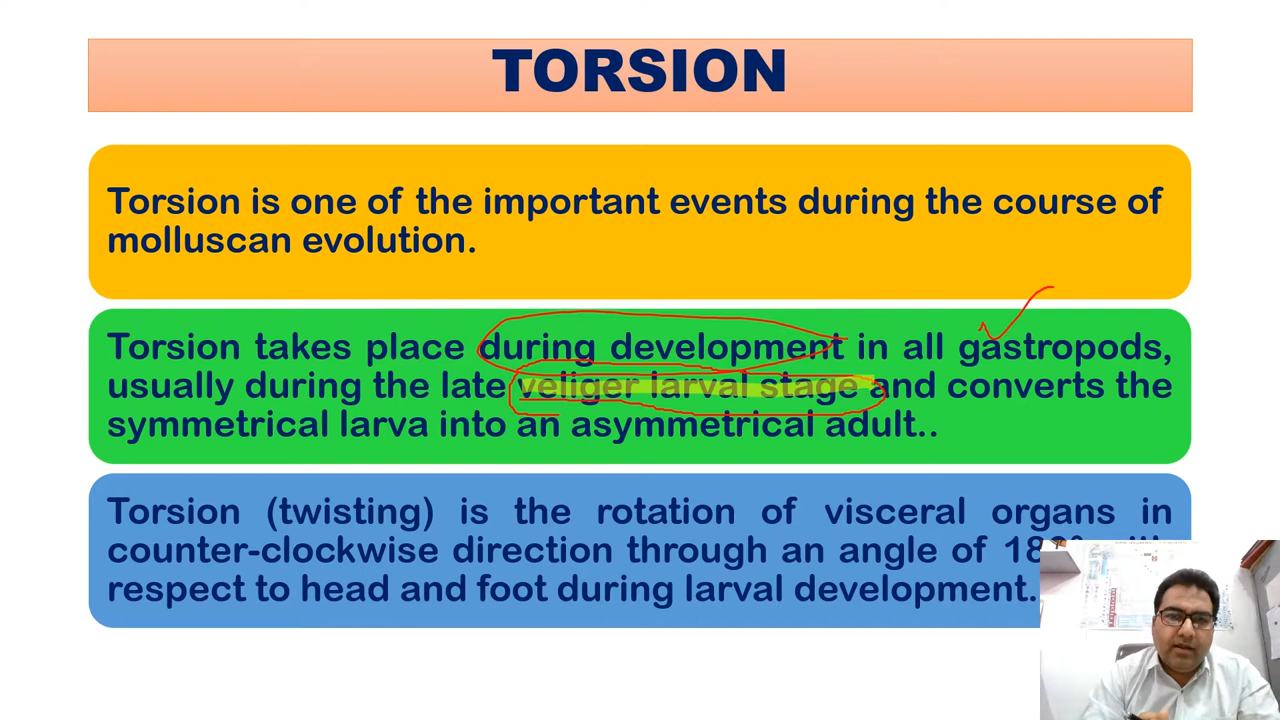 TORSION
Torsion is one of the important events during the course of
molluscan evolution.
Torsion takes place during development in all gastropods,
usually during the late veliger larval stage and converts the
symmetrical larva into an asymmetrical adult..
Torsion (twisting) is the rotation of visceral organs in
counter-clockwise direction through an angle of
respect to head and foot during larval development.